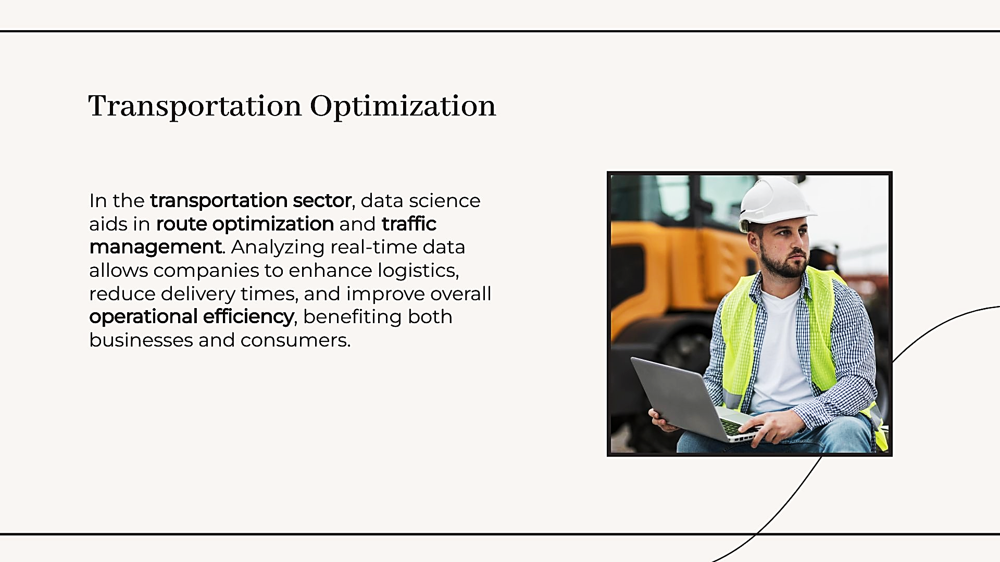 Transportation Optimization
In the transportation sector, data science
aids in route optimization and traffic
management. Analyzing real-time data
allows companies to enhance logistics,
reduce delivery times, and improve overall
operational efficiency, benefiting both
businesses and consumers.